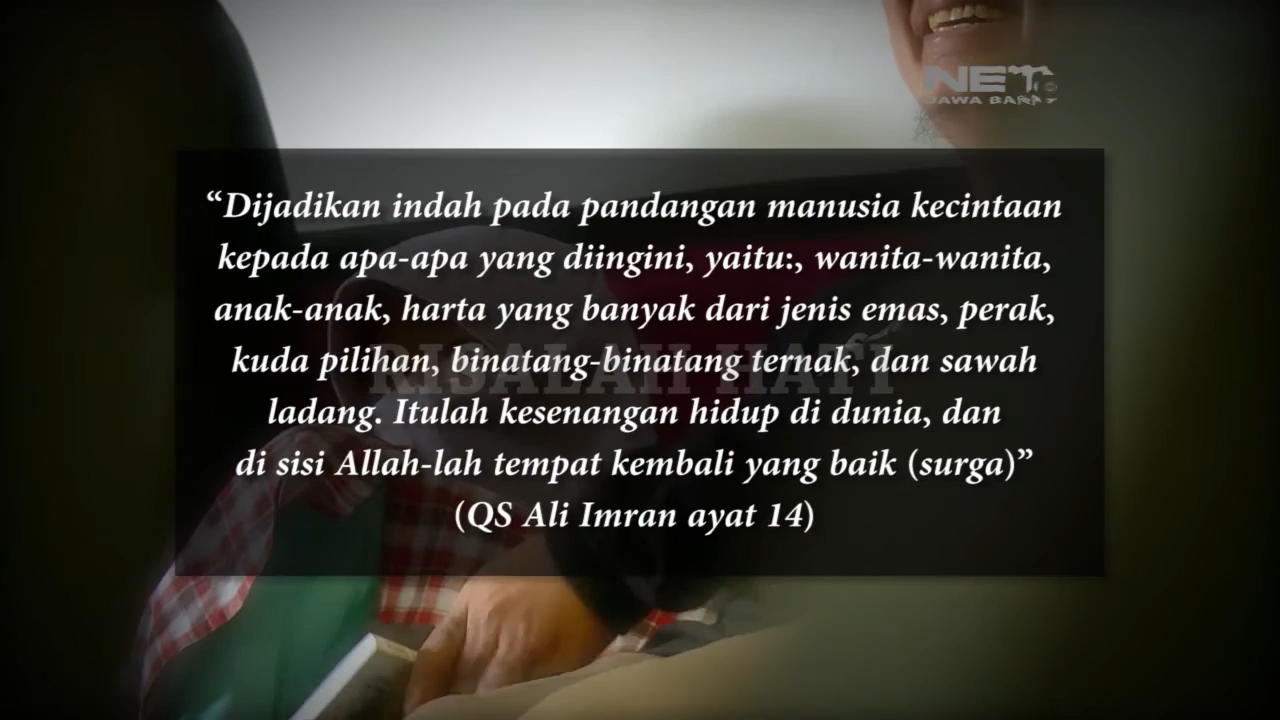 NET.
JAWA BARAT
“Dijadikan indah pada pandangan manusia kecintaan
kepada apa-apa yang diingini, yaitu:, wanita-wanita,
anak-anak, harta yang banyak dari jenis emas, perak,
kuda pilihan, binatang-binatang ternak, dan sawah
ladang. Itulah kesenangan hidup di dunia, dan
di sisi Allah-lah tempat kembali yang baik (surga)”
(QS Ali Imran ayat 14)
RISALAH HATI